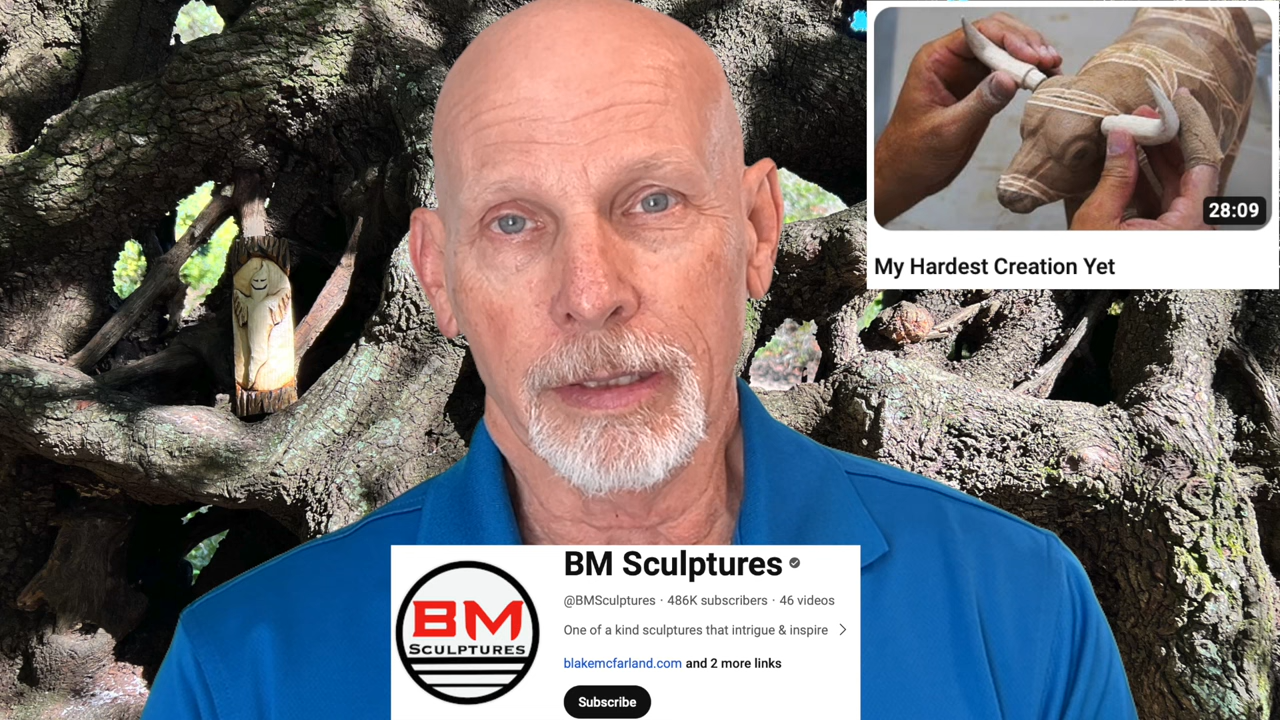 28:09
My Hardest Creation Yet
BM
SCULPTURES
BM Sculptures
@BMSculptures · 486K subscribers · 46 videos
One of a kind sculptures that intrigue & inspire
blakemcfarland.com and 2 more links
Subscribe